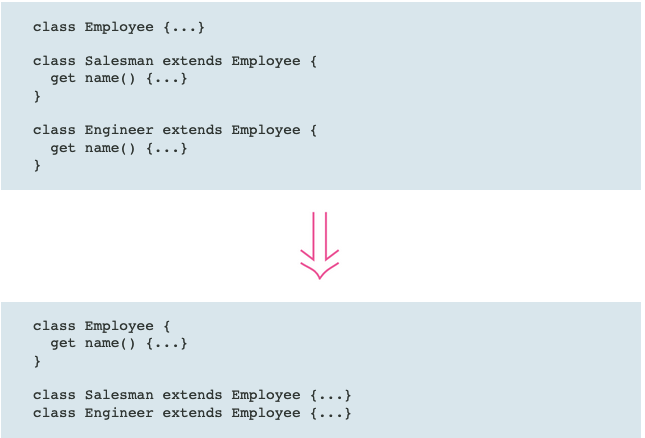 class Employee {...}
class Salesman extends Employee {
  get name() {...}
}
class Engineer extends Employee {
  get name() {...}
}
class Employee {
  get name() {...}
}
class Salesman extends Employee {...}
class Engineer extends Employee {...}